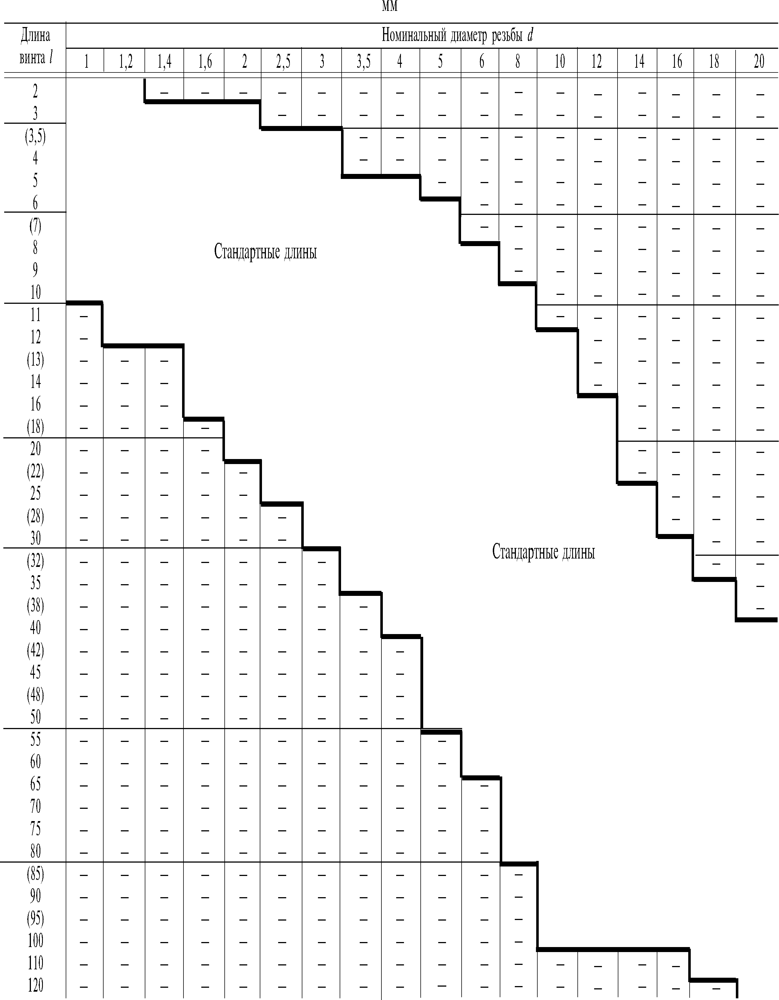 мм
Длина винта l
Номинальный диаметр резьбы d
1 1,2 1,4 1,6 2 2,5 3 3,5 4 5 6 8 10 12 14 16 18 20
2 – – – – – – – – – – – – – – – –
3 – – – – – – – – – – – – –
(3,5) – – – – – – – – – – –
4 – – – – – – – – – – –
5 – – – – – – – – –
6 – – – – – – – –
(7) – – – – – – – –
8 – – – – – – –
Стандартные длины
9 – – – – – – –
10 – – – – – –
11 – – – – – – –
12 – – – – – –
(13) – – – – – – – –
14 – – – – – – – –
16 – – – – – – –
(18) – – – – – – – –
20 – – – – – – – –
(22) – – – – – – – – –
25 – – – – – – – –
(28) – – – – – – – – –
30 – – – – – – – –
Стандартные длины
(32) – – – – – – – – –
35 – – – – – – – –
(38) – – – – – – – – –
40 – – – – – – – –
(42) – – – – – – – – –
45 – – – – – – – – –
(48) – – – – – – – – –
50 – – – – – – – – –
55 – – – – – – – – – –
60 – – – – – – – – – –
65 – – – – – – – – – – –
70 – – – – – – – – – – –
75 – – – – – – – – – – –
80 – – – – – – – – – – –
(85) – – – – – – – – – – – –
90 – – – – – – – – – – – –
(95) – – – – – – – – – – – –
100 – – – – – – – – – – – –
110 – – – – – – – – – – – – – – – –
120 – – – – – – – – – – – – – – – – –